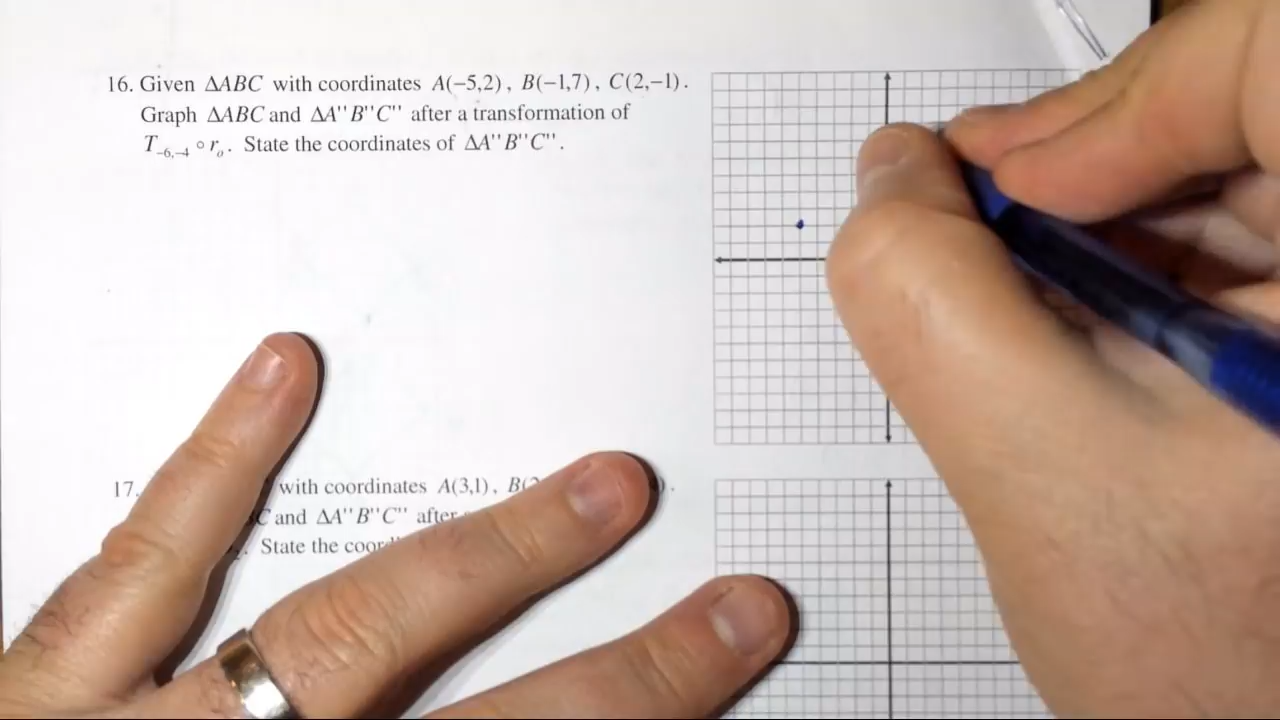 16. Given ΔABC with coordinates A(−5,2), B(−1,7), C(2,−1).
Graph ΔABC and ΔA''B''C'' after a transformation of
T₋₆,₋₄ ∘ rₒ. State the coordinates of ΔA''B''C''.
17. with coordinates A(3,1), B(
and ΔA''B''C'' after
State the